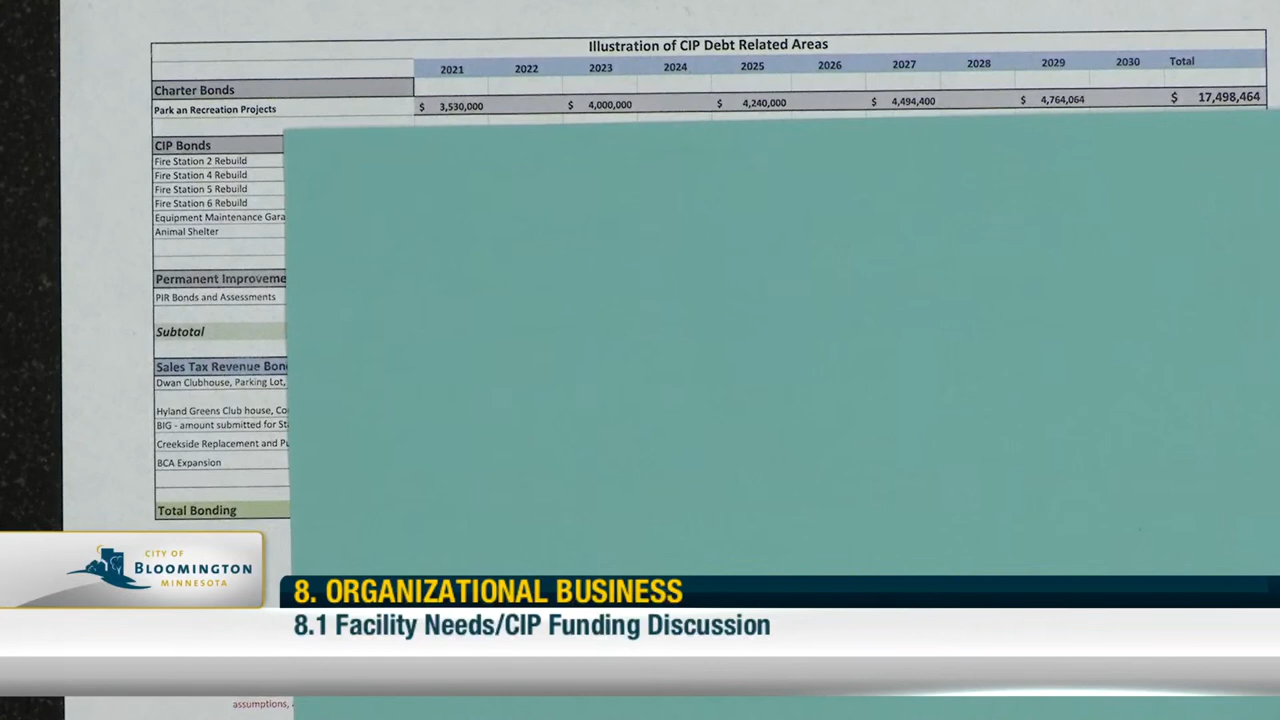 Illustration of CIP Debt Related Areas
2021 2022 2023 2024 2025 2026 2027 2028 2029 2030 Total
Charter Bonds
Park an Recreation Projects $ 3,530,000 $ 4,000,000 $ 4,240,000 $ 4,494,400 $ 4,764,064 $ 17,498,464
CIP Bonds
Fire Station 2 Rebuild
Fire Station 4 Rebuild
Fire Station 5 Rebuild
Fire Station 6 Rebuild
Equipment Maintenance Gara
Animal Shelter
Permanent Improveme
PIR Bonds and Assessments
Subtotal
Sales Tax Revenue Bon
Dwan Clubhouse, Parking Lot,
Hyland Greens Club house, Co
BIG - amount submitted for Sta
Creekside Replacement and Pu
BCA Expansion
Total Bonding
CITY OF
BLOOMINGTON
MINNESOTA
8. ORGANIZATIONAL BUSINESS
8.1 Facility Needs/CIP Funding Discussion
assumptions,